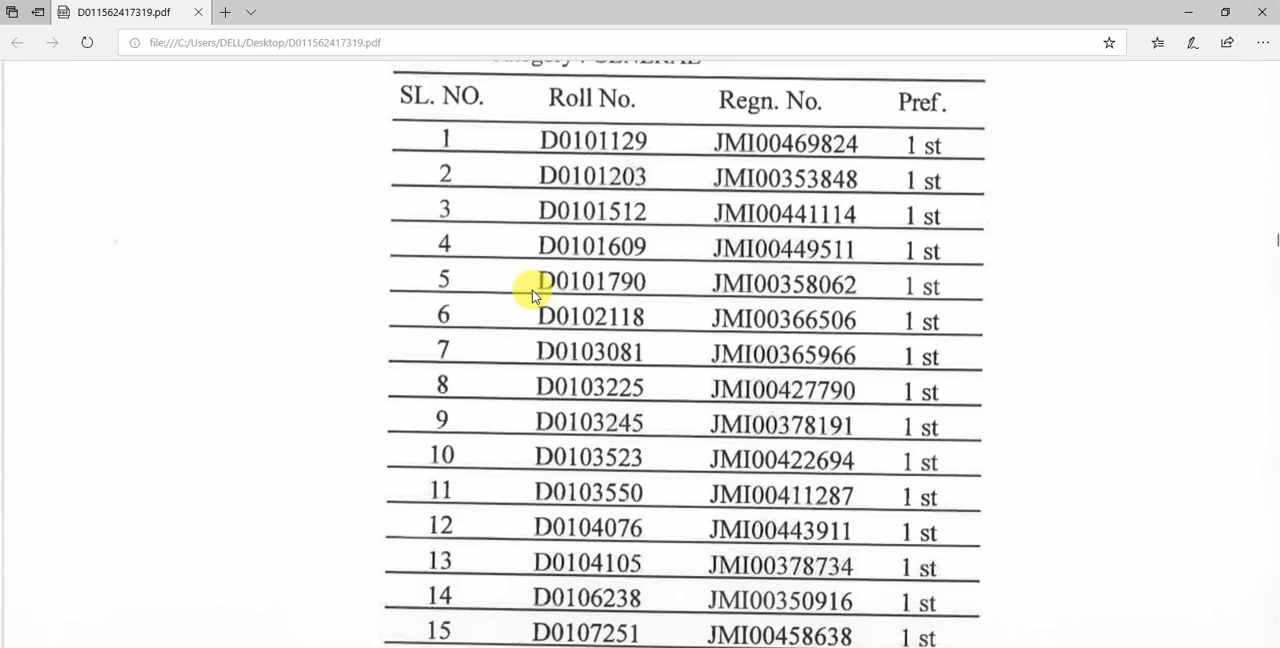 D011562417319.pdf
file:///C:/Users/DELL/Desktop/D011562417319.pdf
Category : GENERAL
SL. NO. Roll No. Regn. No. Pref.
1 D0101129 JMI00469824 1 st
2 D0101203 JMI00353848 1 st
3 D0101512 JMI00441114 1 st
4 D0101609 JMI00449511 1 st
5 D0101790 JMI00358062 1 st
6 D0102118 JMI00366506 1 st
7 D0103081 JMI00365966 1 st
8 D0103225 JMI00427790 1 st
9 D0103245 JMI00378191 1 st
10 D0103523 JMI00422694 1 st
11 D0103550 JMI00411287 1 st
12 D0104076 JMI00443911 1 st
13 D0104105 JMI00378734 1 st
14 D0106238 JMI00350916 1 st
15 D0107251 JMI00458638 1 st